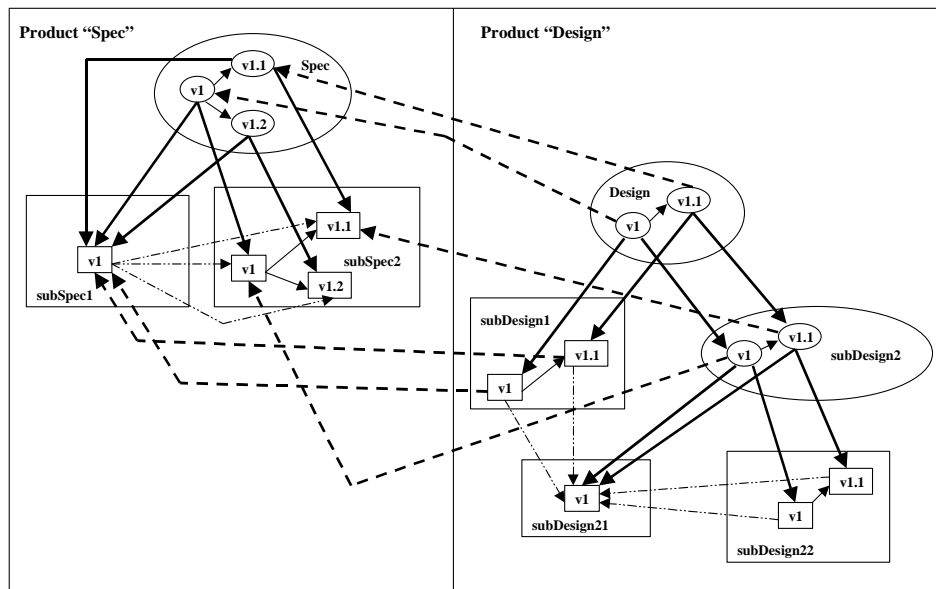 Product “Spec”
Product “Design”
Spec
v1.1
v1
v1.2
Design
v1.1
v1
v1.1
v1
v1
v1.2
subSpec2
subSpec1
subDesign1
v1.1
v1
v1.1
v1
subDesign2
v1
subDesign21
v1.1
v1
subDesign22